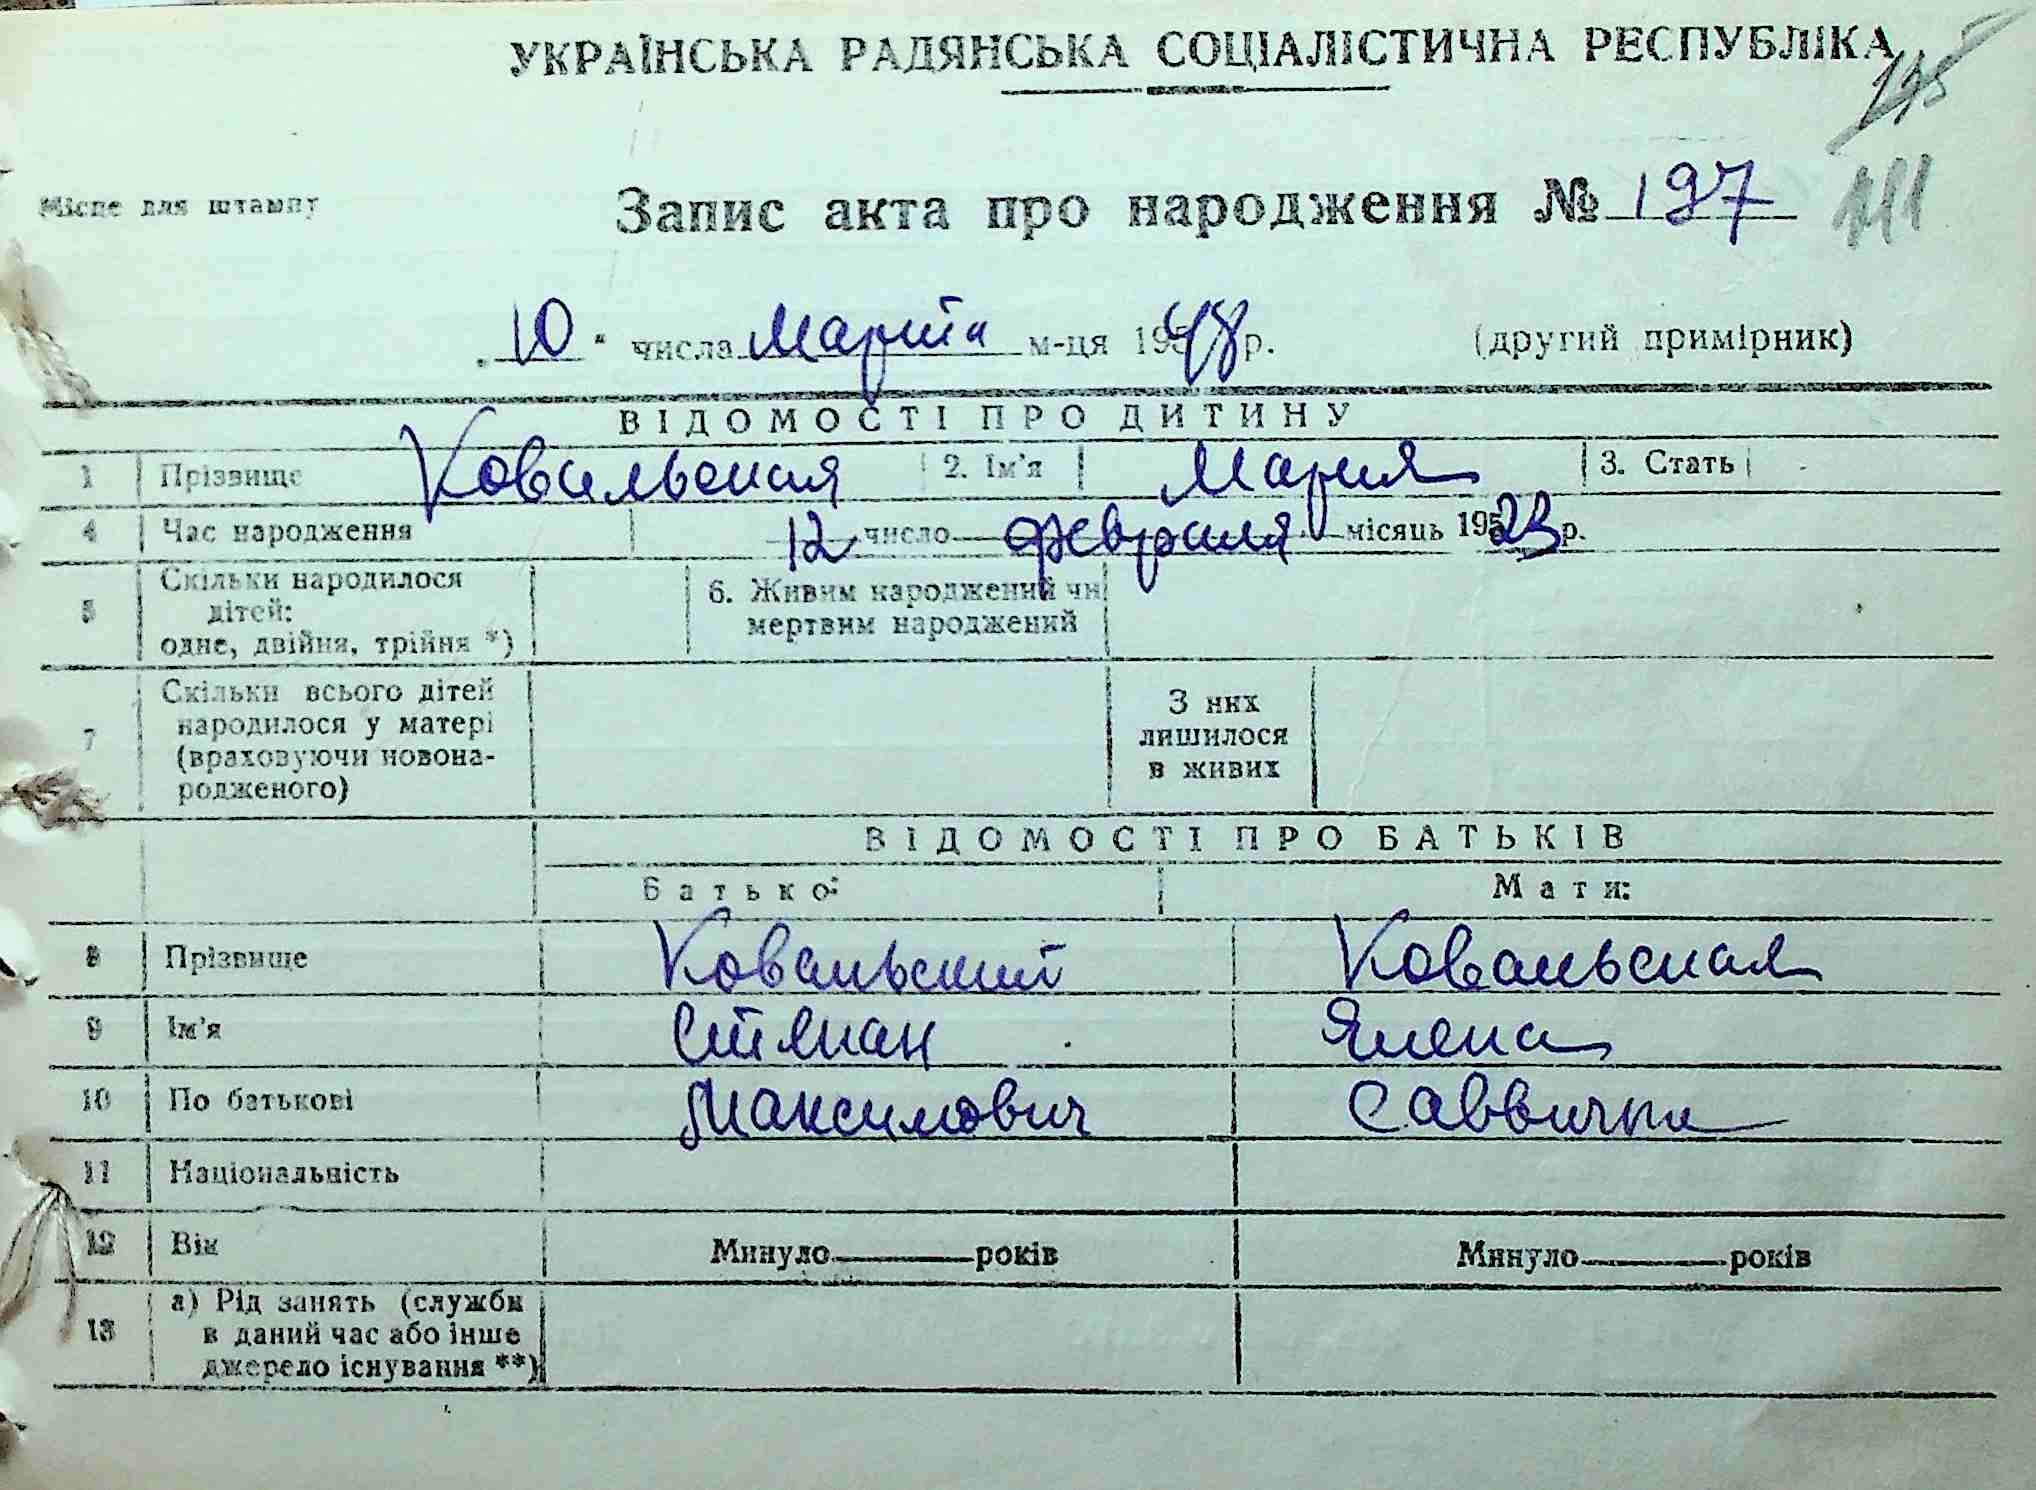 УКРАЇНСЬКА РАДЯНСЬКА СОЦІАЛІСТИЧНА РЕСПУБЛІКА
Місце для штампу
Запис акта про народження № 197
111
„10" числа Марта м-ця 1948 р. (другий примірник)
ВІДОМОСТІ ПРО ДИТИНУ
1 Прізвище Ковальская 2. Ім'я Мария 3. Стать
4 Час народження 12 число февраля місяць 1923 р.
5 Скільки народилося
дітей:
одне, двійня, трійня *)
6. Живим народжений чи
мертвим народжений
7 Скільки всього дітей
народилося у матері
(враховуючи новона-
родженого)
З них
лишилося
в живих
ВІДОМОСТІ ПРО БАТЬКІВ
Батько: Мати:
8 Прізвище Ковальский Ковальская
9 Ім'я Степан Ялена
10 По батькові Максимович Саввична
11 Національність
12 Вік Минуло ——— років Минуло ——— років
13 а) Рід занять (служби
в даний час або інше
джерело існування **)